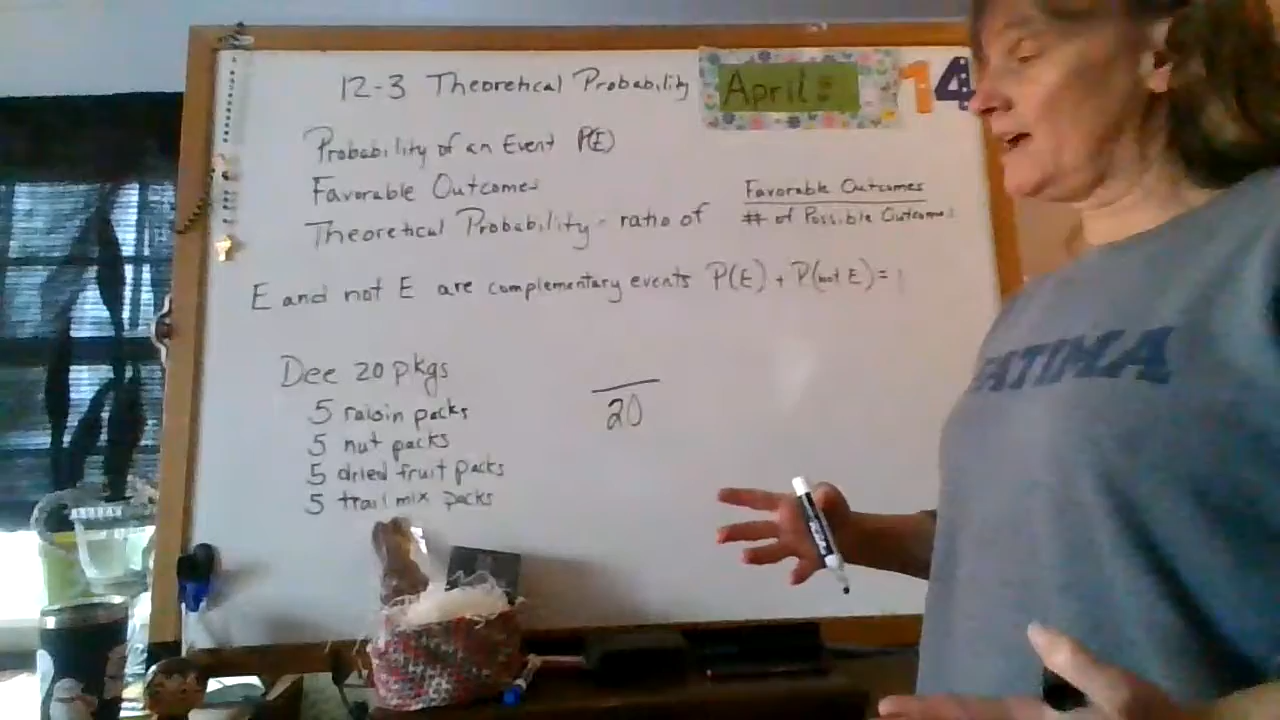 12-3 Theoretical Probability
April
14
Probability of an Event P(E)
Favorable Outcomes
Theoretical Probability - ratio of
Favorable Outcomes
# of Possible Outcomes
E and not E are complementary events P(E) + P(not E) = 1
Dee 20 pkgs
5 raisin packs
5 nut packs
5 dried fruit packs
5 trail mix packs
20
FATIMA